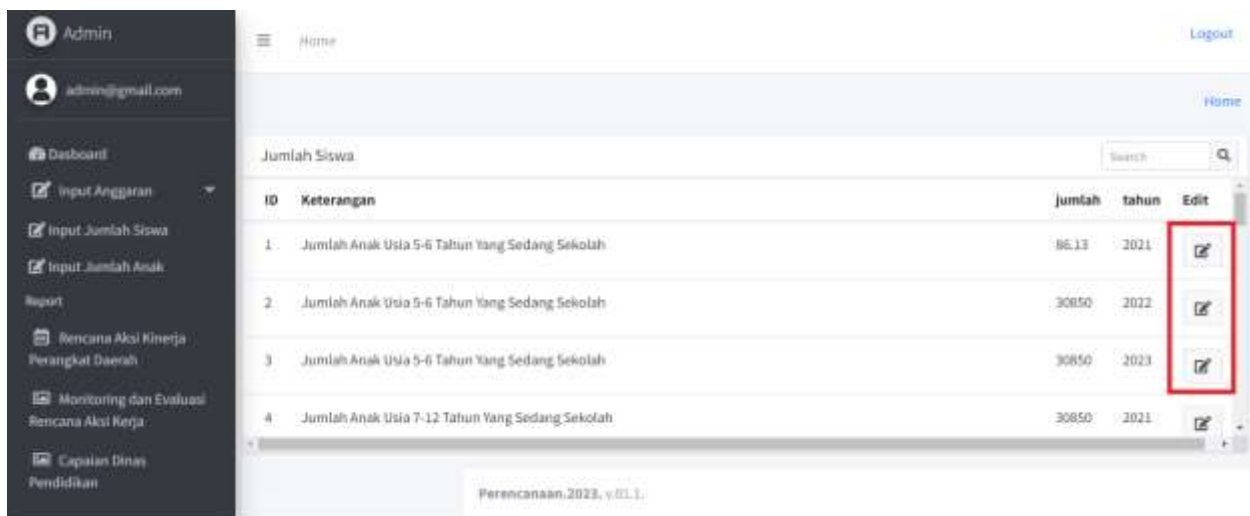 Admin
Home
Logout
admin@gmail.com
Home
Dasboard
Input Anggaran
Input Jumlah Siswa
Input Jumlah Anak
Report
Rencana Aksi Kinerja
Perangkat Daerah
Monitoring dan Evaluasi
Rencana Aksi Kerja
Capaian Dinas
Pendidikan
Jumlah Siswa
Search
ID Keterangan jumlah tahun Edit
1 Jumlah Anak Usia 5-6 Tahun Yang Sedang Sekolah 86.13 2021
2 Jumlah Anak Usia 5-6 Tahun Yang Sedang Sekolah 30850 2022
3 Jumlah Anak Usia 5-6 Tahun Yang Sedang Sekolah 30850 2023
4 Jumlah Anak Usia 7-12 Tahun Yang Sedang Sekolah 30850 2021
Perencanaan.2023. v.01.1.